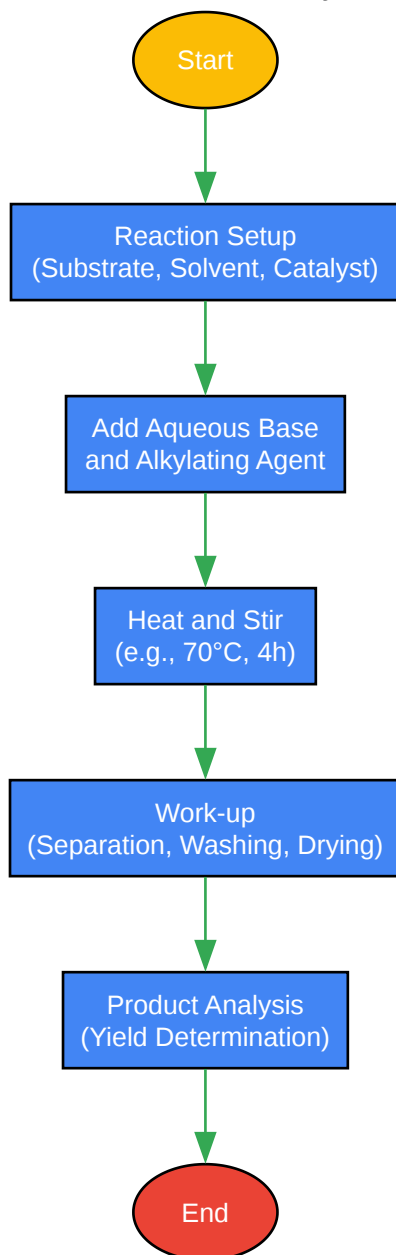 Start
Reaction Setup
(Substrate, Solvent, Catalyst)
Add Aqueous Base
and Alkylating Agent
Heat and Stir
(e.g., 70°C, 4h)
Work-up
(Separation, Washing, Drying)
Product Analysis
(Yield Determination)
End